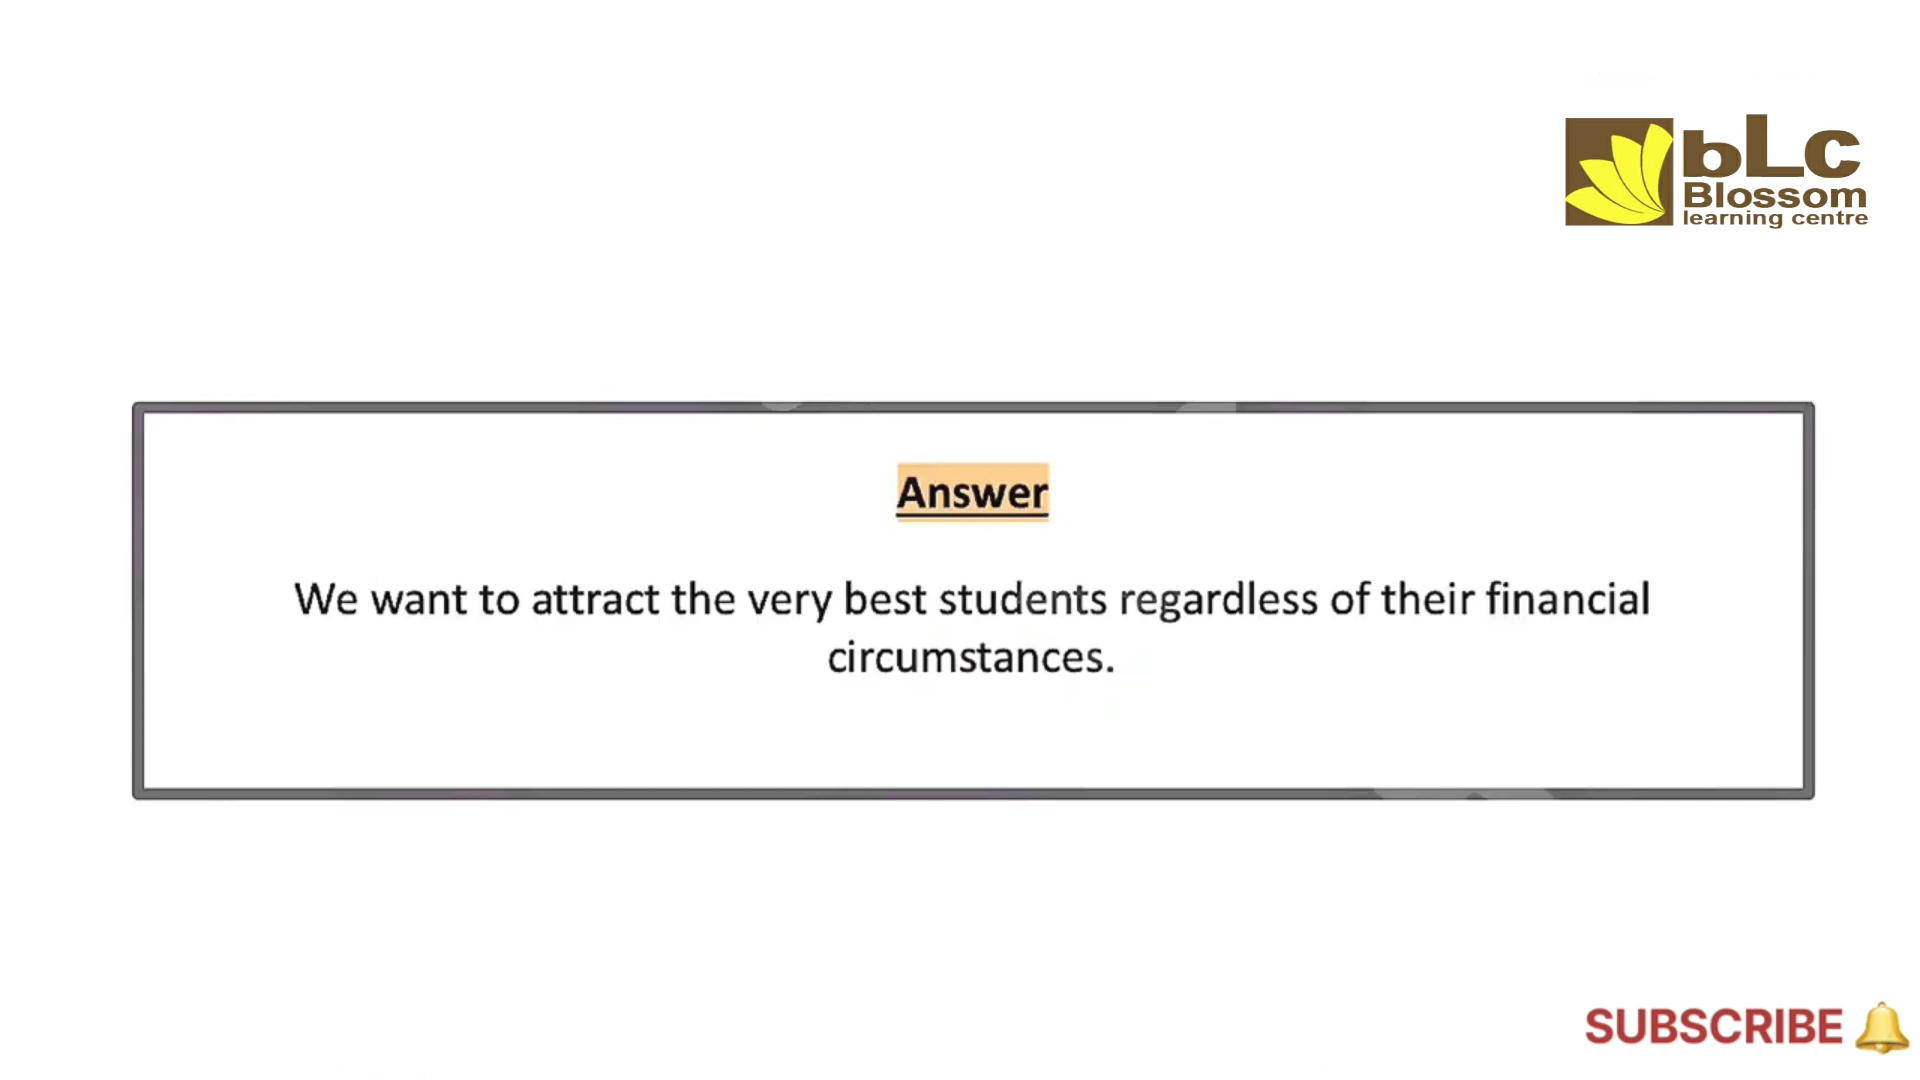 bLc
Blossom
learning centre
Answer
We want to attract the very best students regardless of their financial
circumstances.
SUBSCRIBE